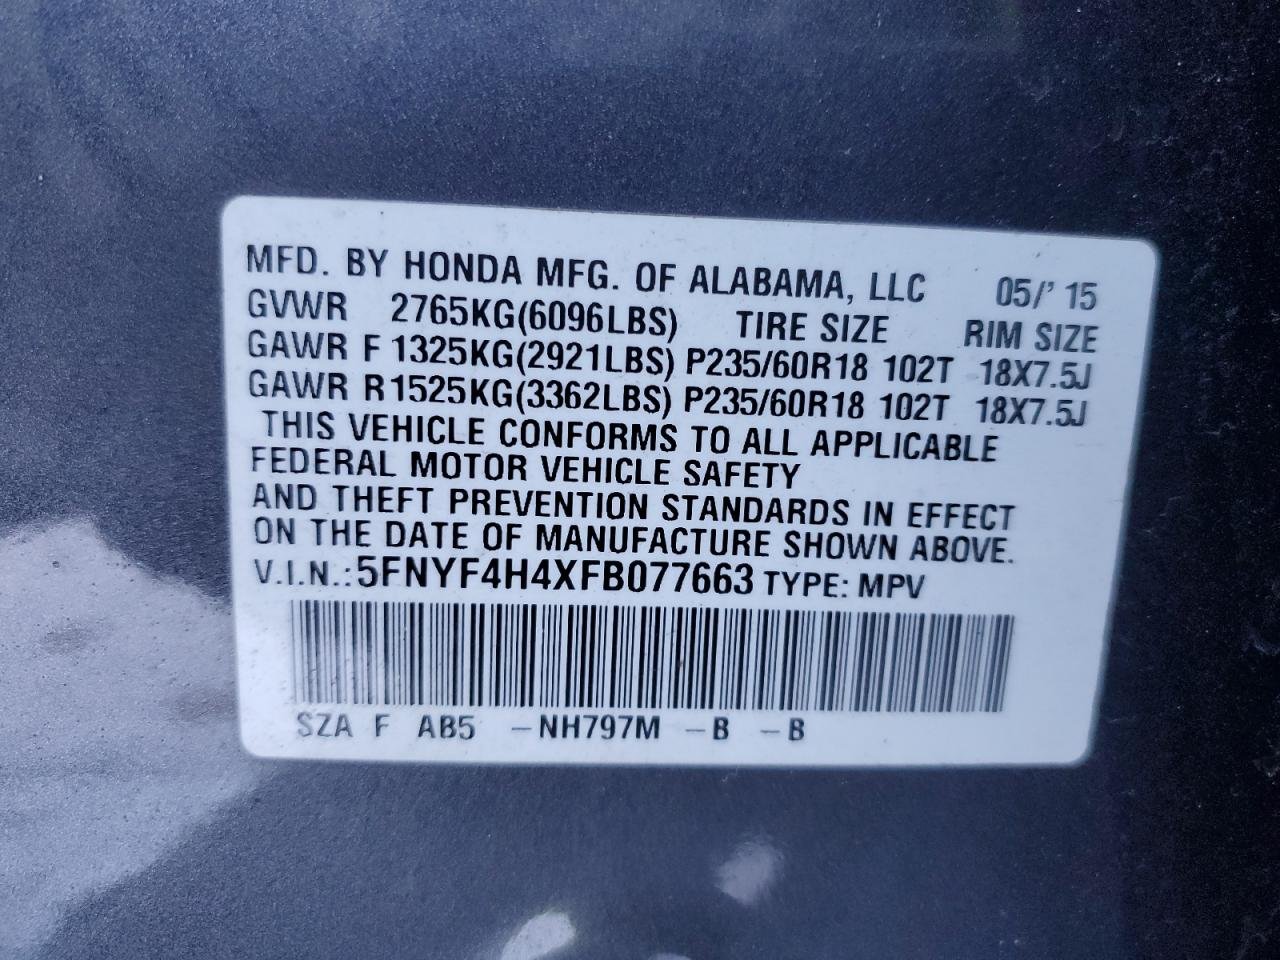 MFD. BY HONDA MFG. OF ALABAMA, LLC 05/' 15
GVWR 2765KG(6096LBS) TIRE SIZE RIM SIZE
GAWR F 1325KG(2921LBS) P235/60R18 102T 18X7.5J
GAWR R 1525KG(3362LBS) P235/60R18 102T 18X7.5J
THIS VEHICLE CONFORMS TO ALL APPLICABLE
FEDERAL MOTOR VEHICLE SAFETY
AND THEFT PREVENTION STANDARDS IN EFFECT
ON THE DATE OF MANUFACTURE SHOWN ABOVE.
V.I.N.: 5FNYF4H4XFB077663 TYPE: MPV
SZA F AB5 -NH797M -B -B